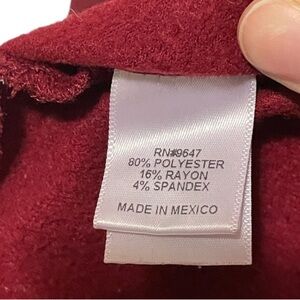 RN#9647
80% POLYESTER
16% RAYON
4% SPANDEX
MADE IN MEXICO